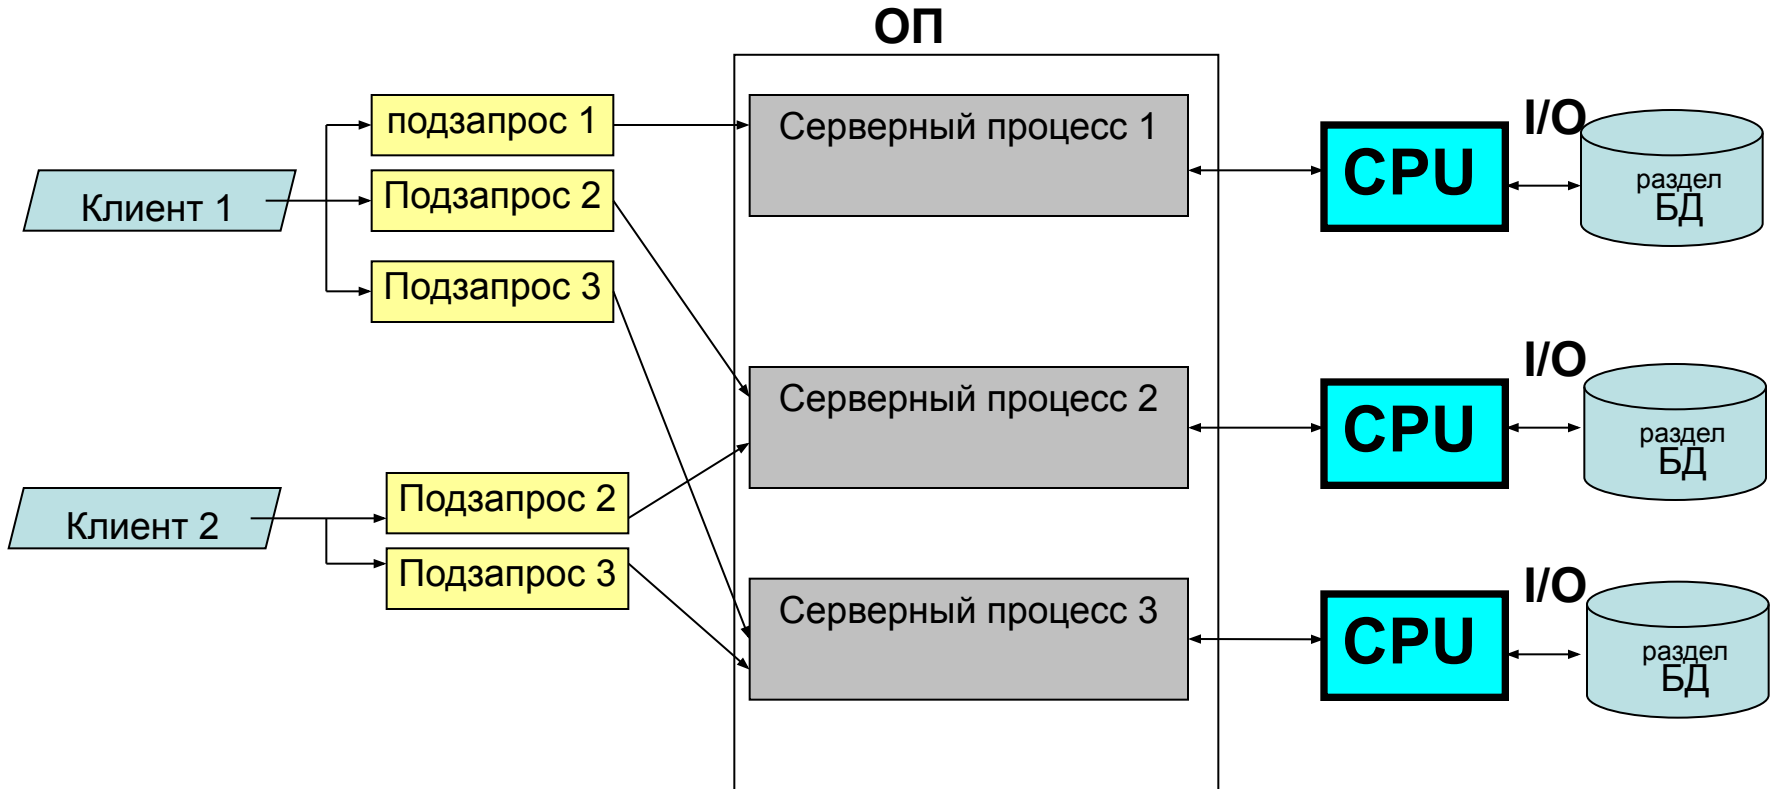 ОП
подзапрос 1
Серверный процесс 1
I/O
CPU
раздел
БД
Клиент 1
Подзапрос 2
Подзапрос 3
Серверный процесс 2
I/O
CPU
раздел
БД
Клиент 2
Подзапрос 2
Подзапрос 3
Серверный процесс 3
I/O
CPU
раздел
БД